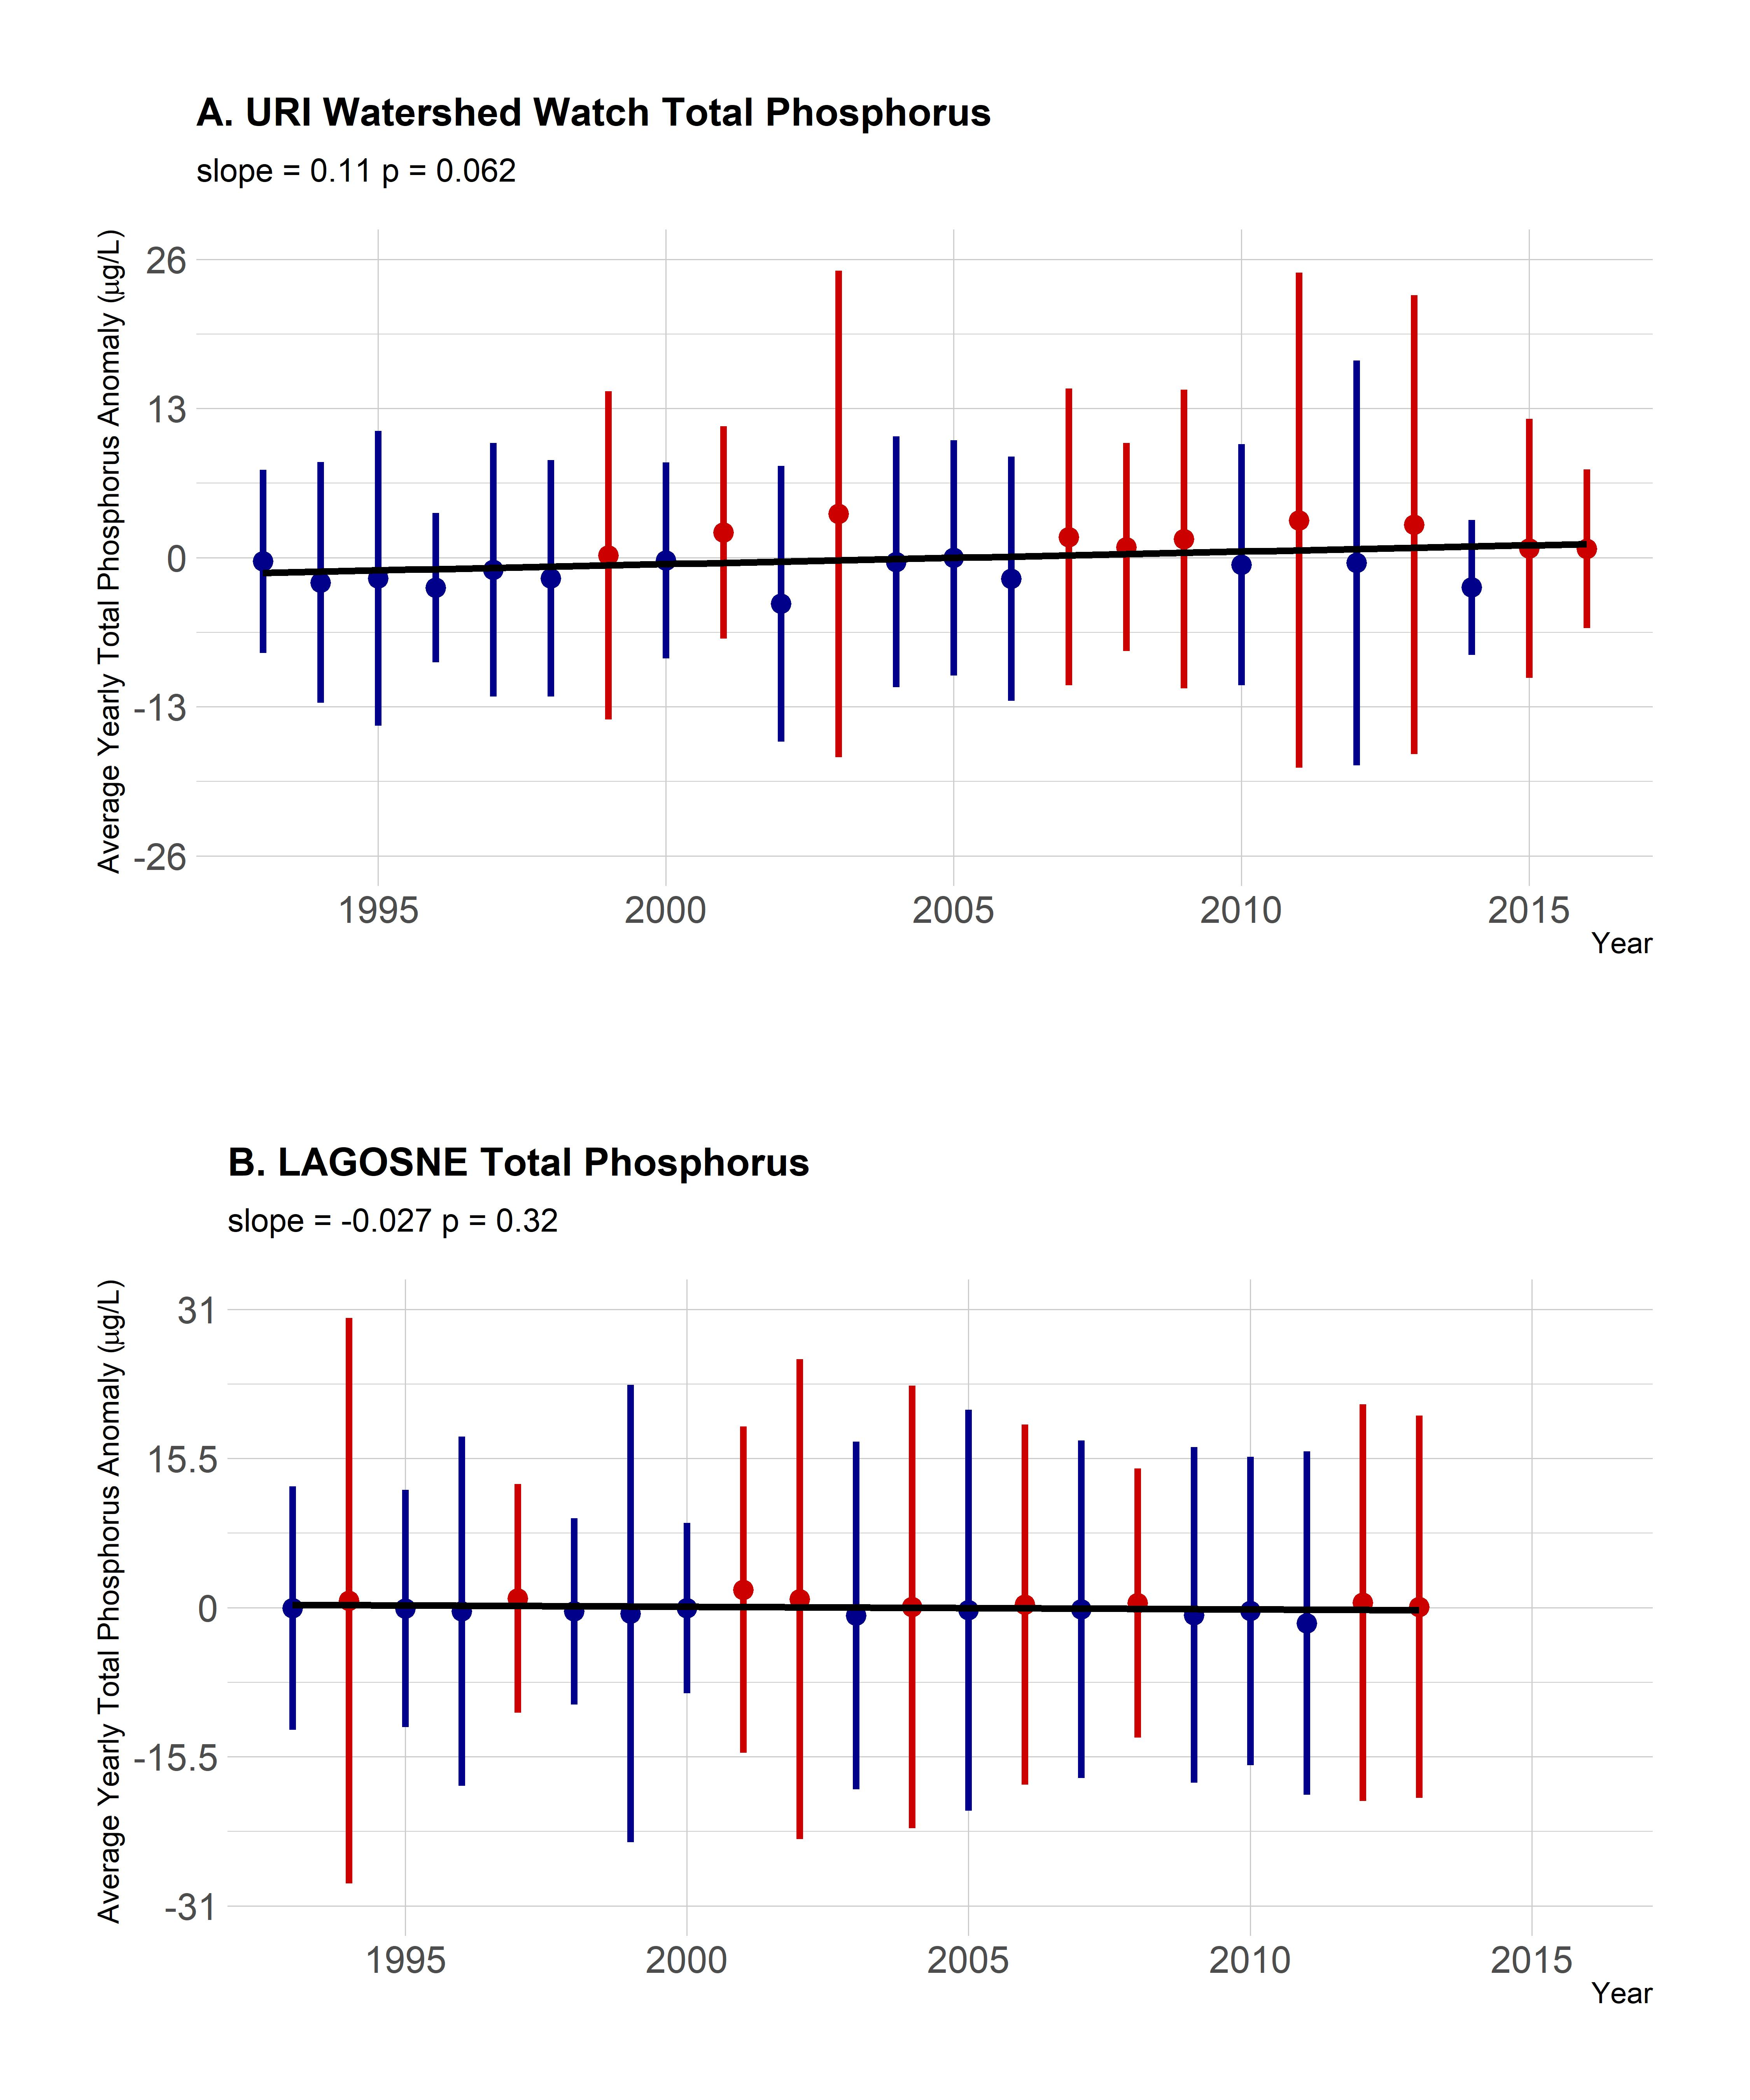 A. URI Watershed Watch Total Phosphorus
slope = 0.11 p = 0.062
Average Yearly Total Phosphorus Anomaly (μg/L)
26
13
0
-13
-26
1995 2000 2005 2010 2015
Year
B. LAGOSNE Total Phosphorus
slope = -0.027 p = 0.32
Average Yearly Total Phosphorus Anomaly (μg/L)
31
15.5
0
-15.5
-31
1995 2000 2005 2010 2015
Year